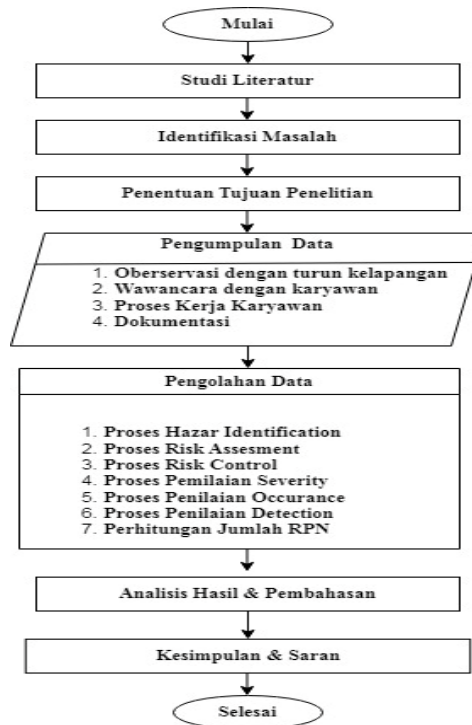 Mulai
Studi Literatur
Identifikasi Masalah
Penentuan Tujuan Penelitian
Pengumpulan Data
1. Oberservasi dengan turun kelapangan
2. Wawancara dengan karyawan
3. Proses Kerja Karyawan
4. Dokumentasi
Pengolahan Data
1. Proses Hazar Identification
2. Proses Risk Assesment
3. Proses Risk Control
4. Proses Pemilaian Severity
5. Proses Penilaian Occurance
6. Proses Penilaian Detection
7. Perhitungan Jumlah RPN
Analisis Hasil & Pembahasan
Kesimpulan & Saran
Selesai